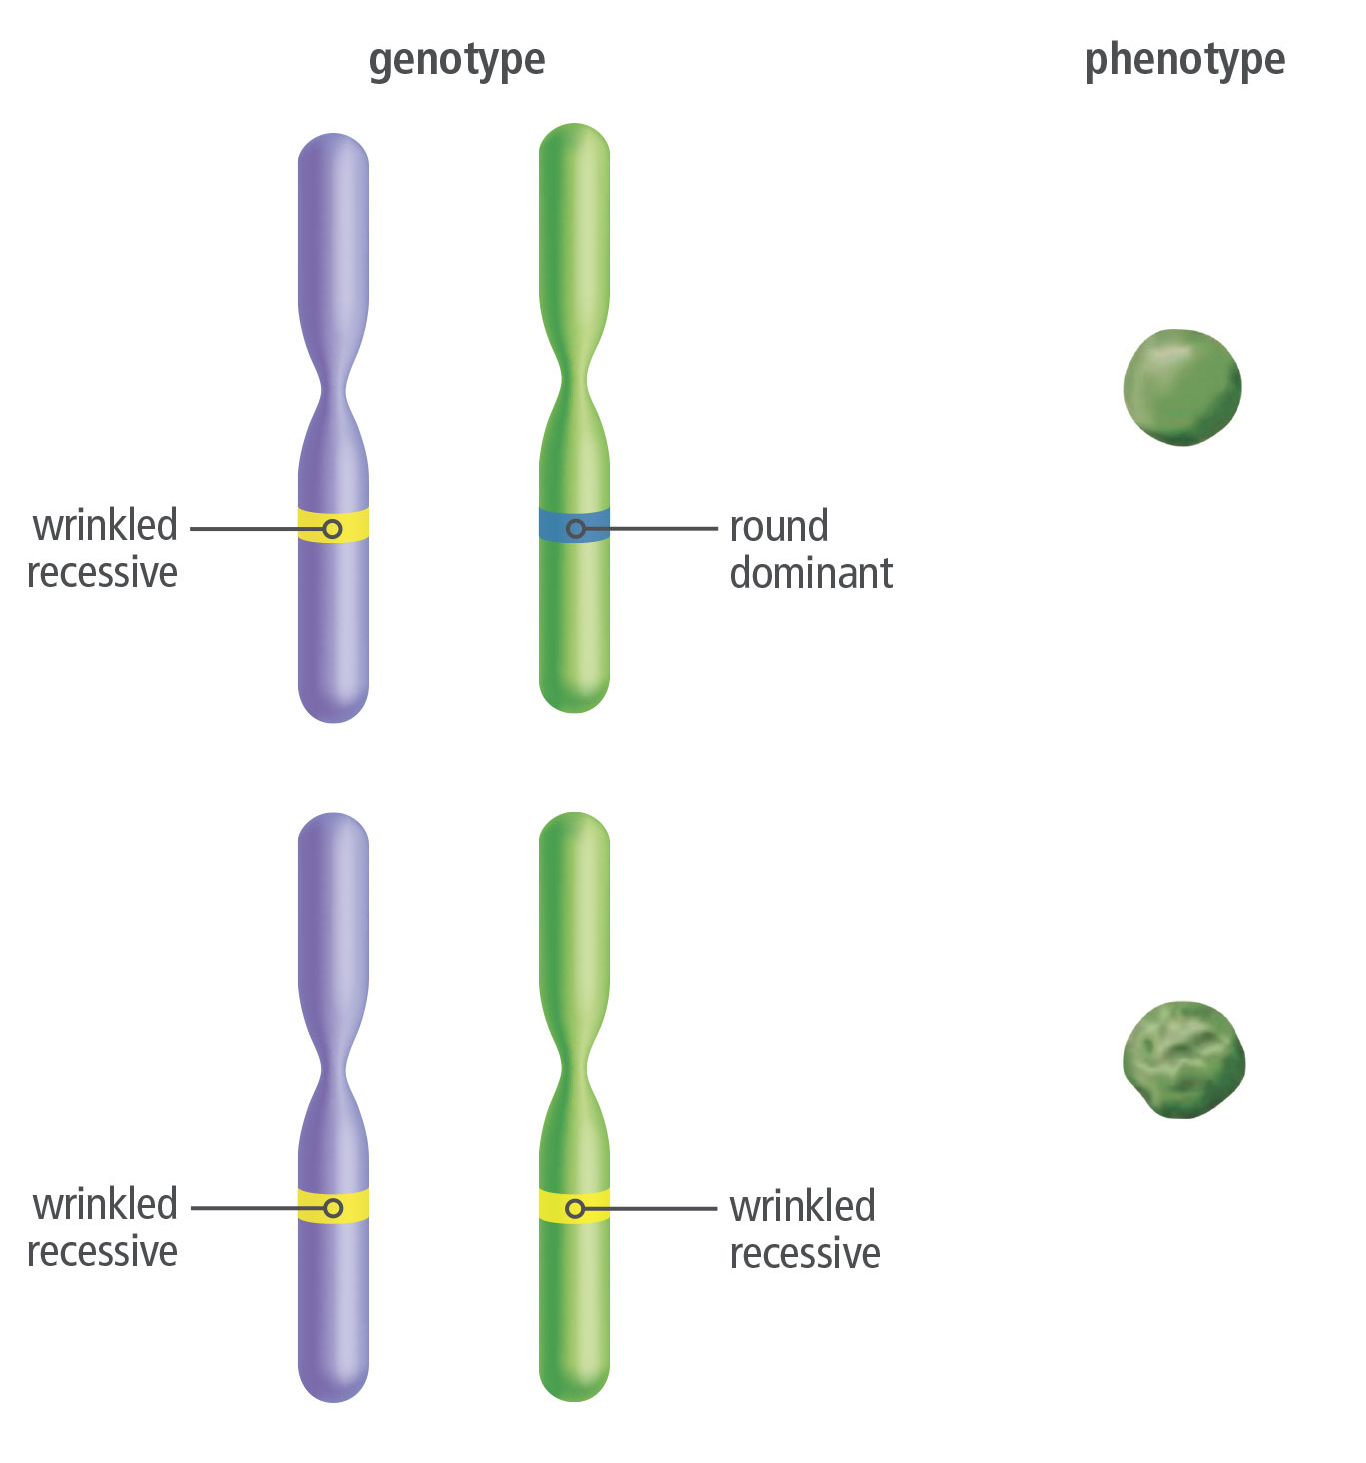 genotype
phenotype
wrinkled
recessive
round
dominant
wrinkled
recessive
wrinkled
recessive